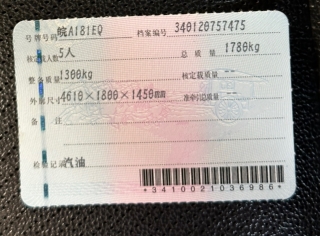 号牌号码 皖A181EQ 档案编号 340120757475
核定载人数 5人 总质量 1780kg
整备质量 1300kg 核定载质量 --
外廓尺寸 4610×1800×1450mm 准牵引总质量 --
备注
检验记录 汽油
*3410021036986*